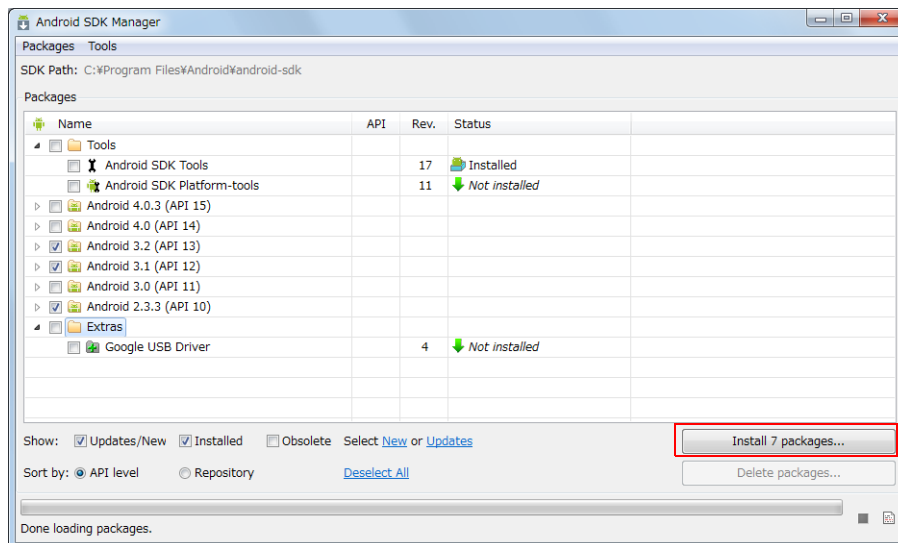 Android SDK Manager
Packages Tools
SDK Path: C:¥Program Files¥Android¥android-sdk
Packages
Name API Rev. Status
Tools
Android SDK Tools 17 Installed
Android SDK Platform-tools 11 Not installed
Android 4.0.3 (API 15)
Android 4.0 (API 14)
Android 3.2 (API 13)
Android 3.1 (API 12)
Android 3.0 (API 11)
Android 2.3.3 (API 10)
Extras
Google USB Driver 4 Not installed
Show: Updates/New Installed Obsolete Select New or Updates Install 7 packages...
Sort by: API level Repository Deselect All Delete packages...
Done loading packages.